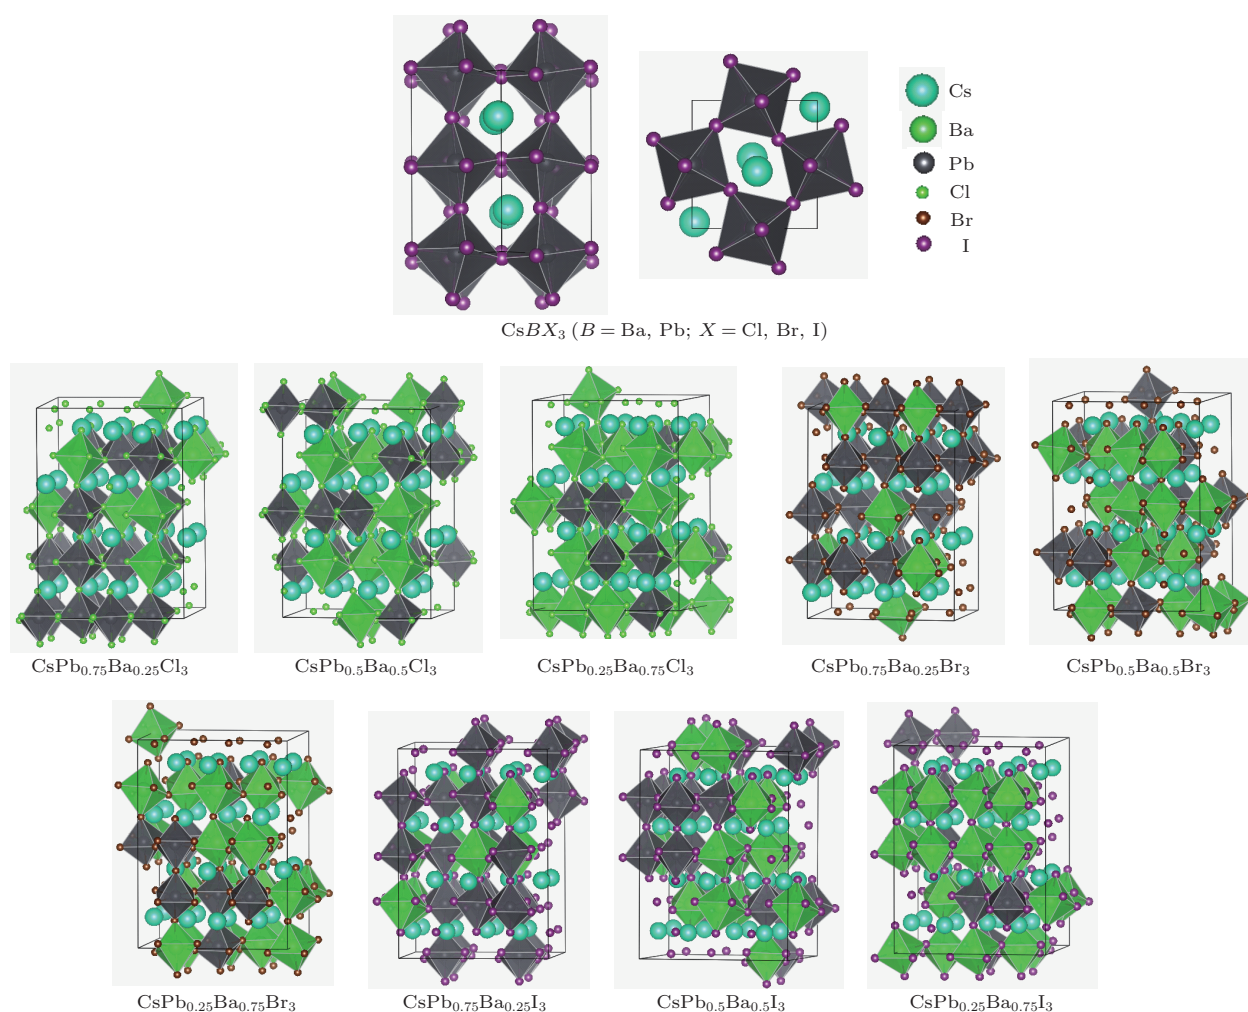 Cs
Ba
Pb
Cl
Br
I
CsBX₃ (B = Ba, Pb; X = Cl, Br, I)
CsPb₀.₇₅Ba₀.₂₅Cl₃
CsPb₀.₅Ba₀.₅Cl₃
CsPb₀.₂₅Ba₀.₇₅Cl₃
CsPb₀.₇₅Ba₀.₂₅Br₃
CsPb₀.₅Ba₀.₅Br₃
CsPb₀.₂₅Ba₀.₇₅Br₃
CsPb₀.₇₅Ba₀.₂₅I₃
CsPb₀.₅Ba₀.₅I₃
CsPb₀.₂₅Ba₀.₇₅I₃